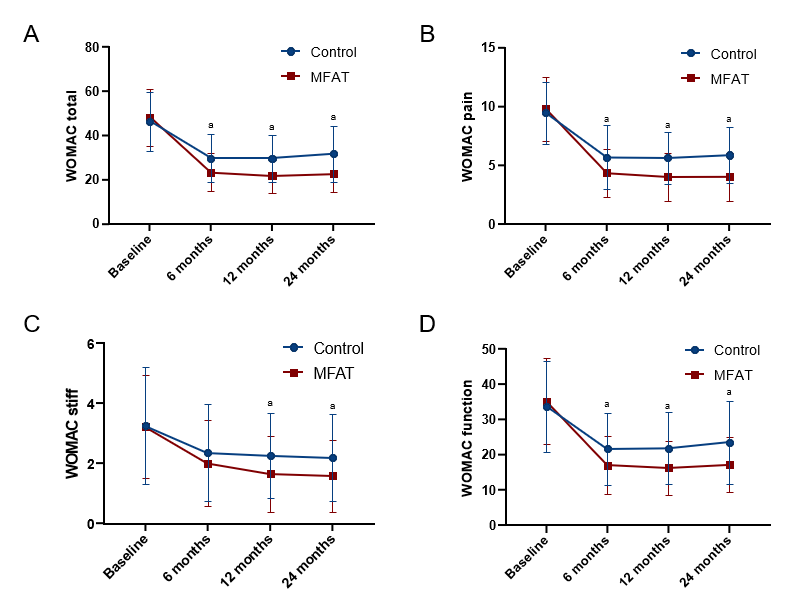 A
WOMAC total
80
60
40
20
0
Control
MFAT
a
a
a
Baseline
6 months
12 months
24 months
B
WOMAC pain
15
10
5
0
Control
MFAT
a
a
a
Baseline
6 months
12 months
24 months
C
WOMAC stiff
6
4
2
0
Control
MFAT
a
a
Baseline
6 months
12 months
24 months
D
WOMAC function
50
40
30
20
10
0
Control
MFAT
a
a
a
Baseline
6 months
12 months
24 months